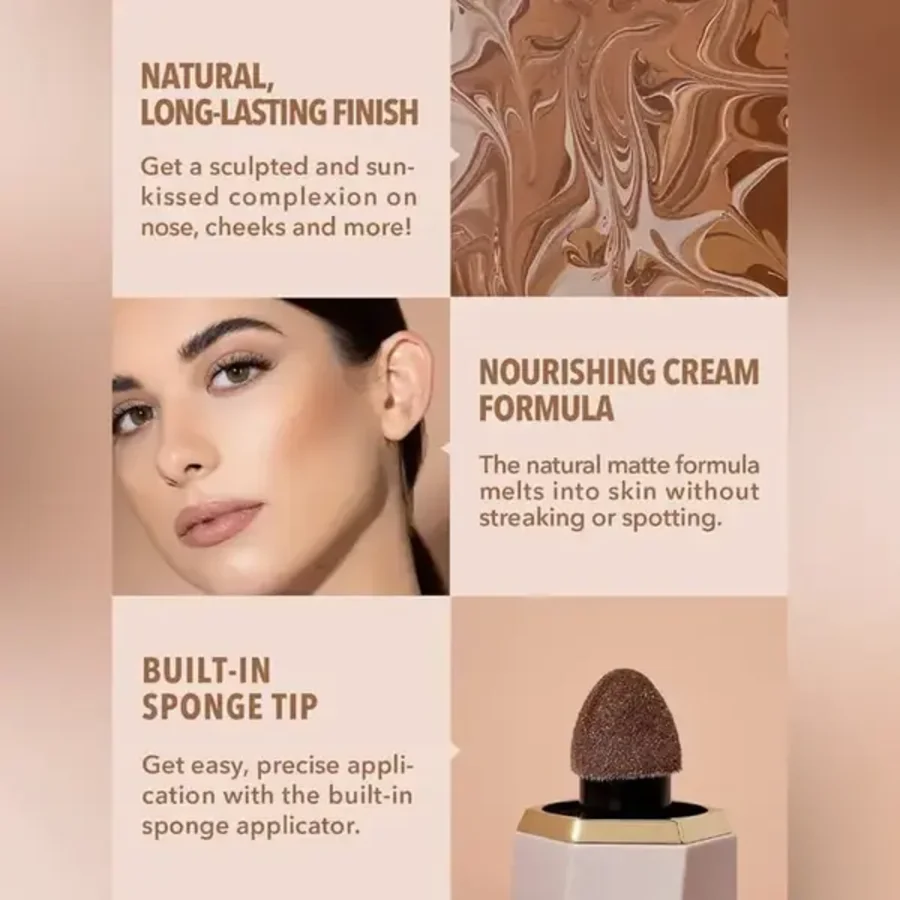 NATURAL,
LONG-LASTING FINISH
Get a sculpted and sun-
kissed complexion on
nose, cheeks and more!
NOURISHING CREAM
FORMULA
The natural matte formula
melts into skin without
streaking or spotting.
BUILT-IN
SPONGE TIP
Get easy, precise appli-
cation with the built-in
sponge applicator.